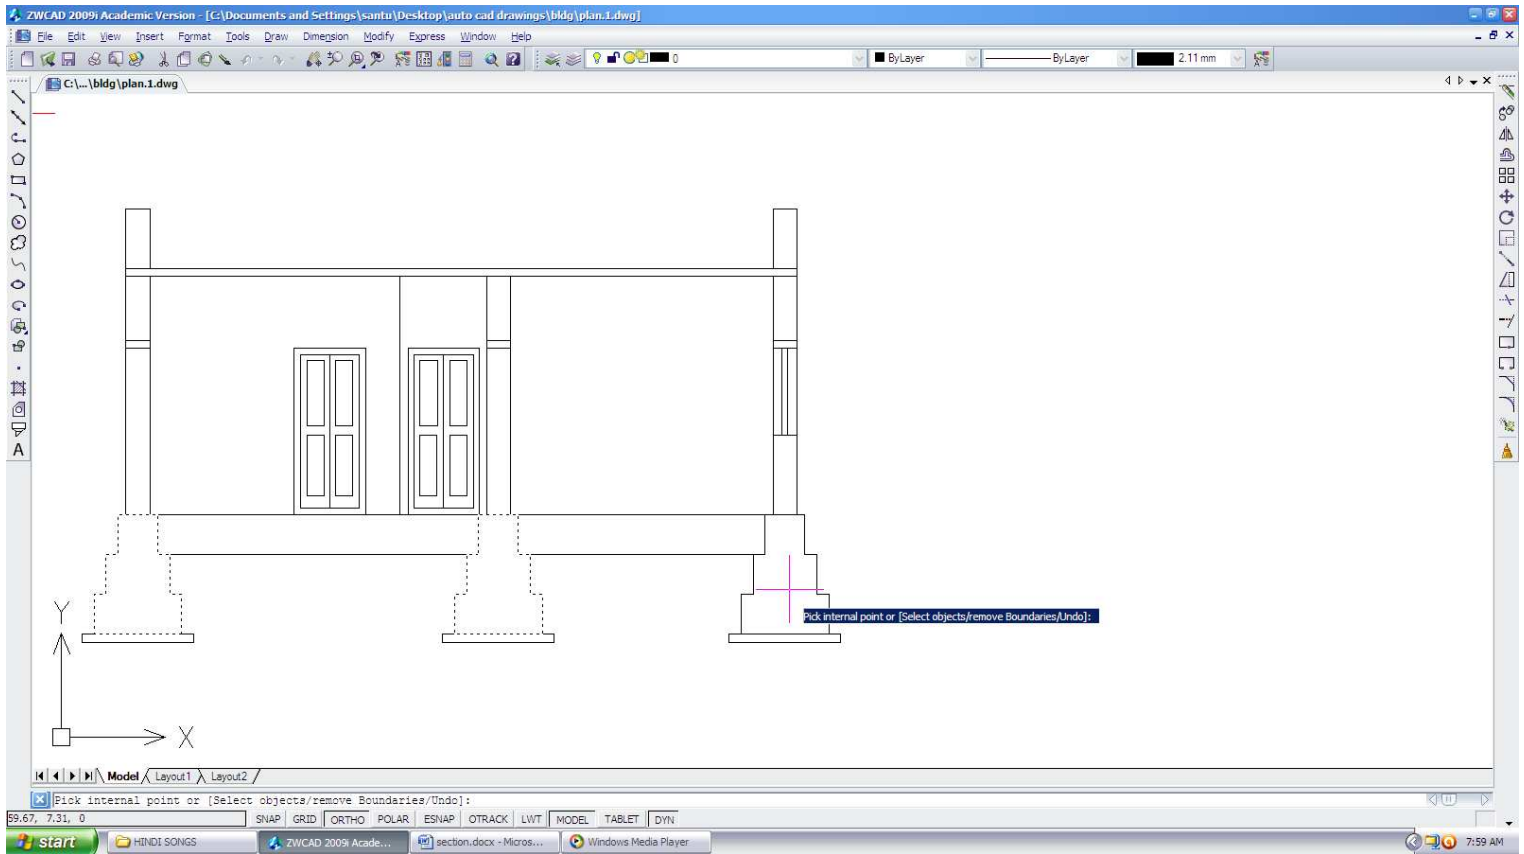 ZWCAD 2009i Academic Version - [C:\Documents and Settings\santu\Desktop\auto cad drawings\bldg\plan.1.dwg]
File Edit View Insert Format Tools Draw Dimension Modify Express Window Help
0 ByLayer ByLayer 2.11 mm
C:\...\bldg\plan.1.dwg
A
Y
Pick internal point or [Select objects/remove Boundaries/Undo]:
X
Model Layout1 Layout2
Pick internal point or [Select objects/remove Boundaries/Undo]:
59.67, 7.31, 0 SNAP GRID ORTHO POLAR ESNAP OTRACK LWT MODEL TABLET DYN
start HINDI SONGS ZWCAD 2009i Acade... section.docx - Micros... Windows Media Player 7:59 AM